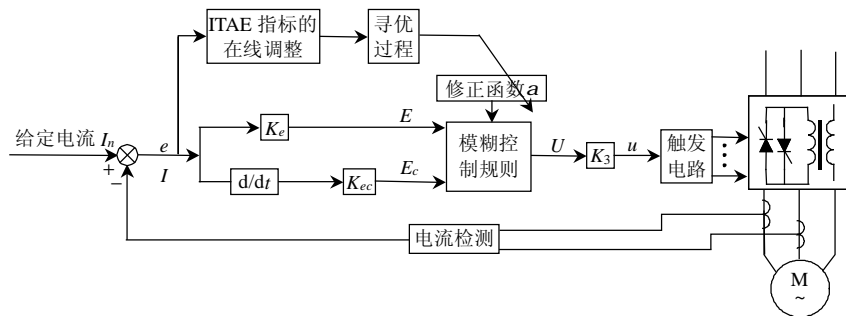 ITAE 指标的
在线调整
寻优
过程
修正函数a
给定电流 In
e
I
+
−
Ke
E
d/dt
Kec
Ec
模糊控
制规则
U
K3
u
触发
电路
电流检测
M
~